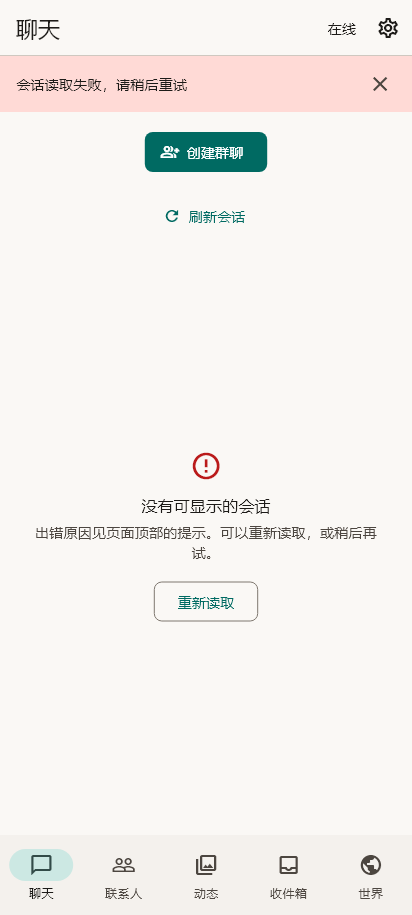 聊天
在线
会话读取失败，请稍后重试
创建群聊
刷新会话
没有可显示的会话
出错原因见页面顶部的提示。可以重新读取，或稍后再
试。
重新读取
聊天
联系人
动态
收件箱
世界